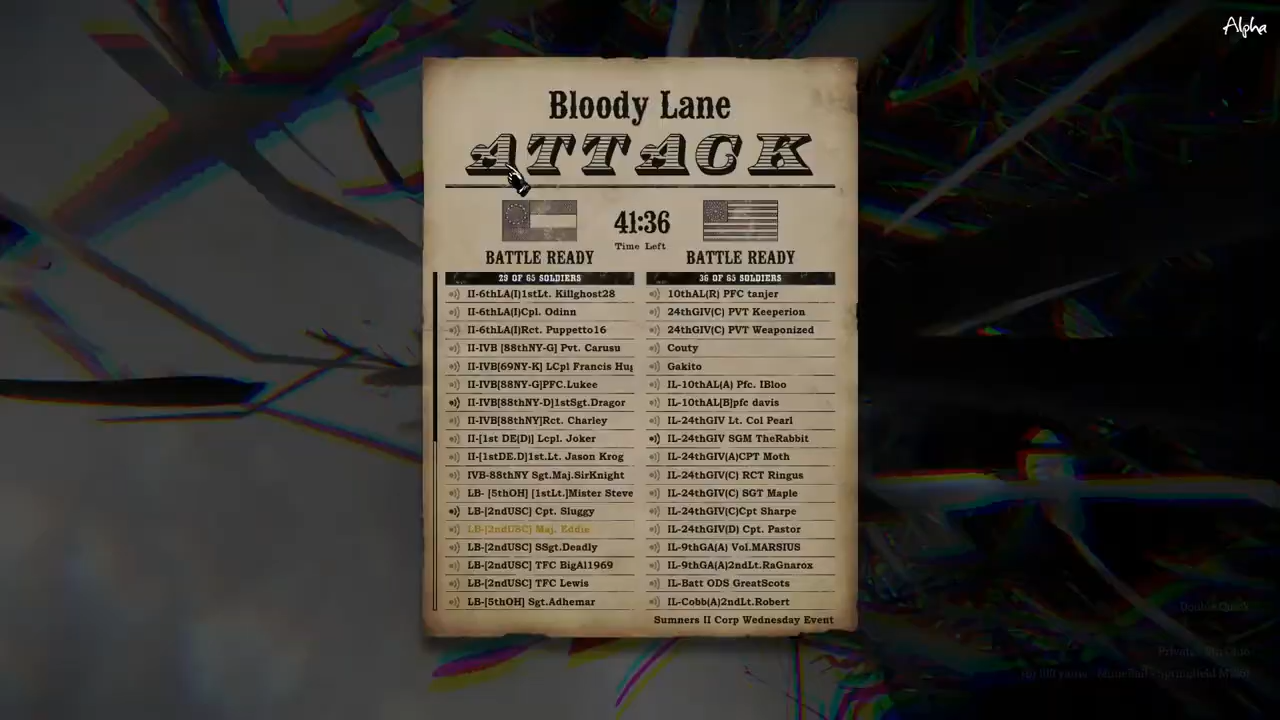 Alpha
Bloody Lane
ATTACK
41:36
Time Left
BATTLE READY
BATTLE READY
29 OF 65 SOLDIERS
36 OF 65 SOLDIERS
II-6thLA(I)1stLt. Killghost28
10thAL(R) PFC tanjer
II-6thLA(I)Cpl. Odinn
24thGIV(C) PVT Keeperion
II-6thLA(I)Rct. Puppetto16
24thGIV(C) PVT Weaponized
II-IVB [88thNY-G] Pvt. Carusu
Couty
II-IVB[69NY-K] LCpl Francis Hug
Gakito
II-IVB[88NY-G]PFC.Lukee
IL-10thAL(A) Pfc. IBloo
II-IVB[88thNY-D]1stSgt.Dragor
IL-10thAL[B]pfc davis
II-IVB[88thNY]Rct. Charley
IL-24thGIV Lt. Col Pearl
II-[1st DE(D)] Lcpl. Joker
IL-24thGIV SGM TheRabbit
II-[1stDE.D]1st.Lt. Jason Krog
IL-24thGIV(A)CPT Moth
IVB-88thNY Sgt.Maj.SirKnight
IL-24thGIV(C) RCT Ringus
LB- [5thOH] [1stLt.]Mister Steve
IL-24thGIV(C) SGT Maple
LB-[2ndUSC] Cpt. Sluggy
IL-24thGIV(C)Cpt Sharpe
LB-[2ndUSC] Maj. Eddie
IL-24thGIV(D) Cpt. Pastor
LB-[2ndUSC] SSgt.Deadly
IL-9thGA(A) Vol.MARSIUS
LB-[2ndUSC] TFC BigAl1969
IL-9thGA(A)2ndLt.RaGnarox
LB-[2ndUSC] TFC Lewis
IL-Batt ODS GreatScots
LB-[5thOH] Sgt.Adhemar
IL-Cobb(A)2ndLt.Robert
Sumners II Corp Wednesday Event
Double Quick